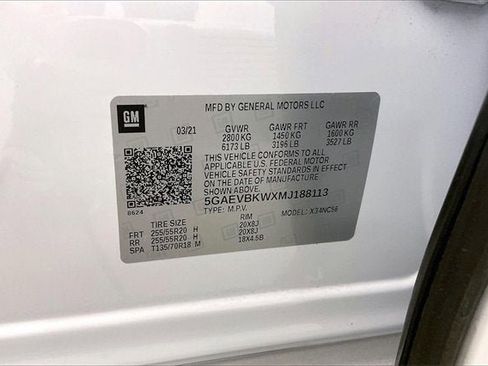 GM
MFD BY GENERAL MOTORS LLC
03/21 GVWR GAWR FRT GAWR RR
2800 KG 1450 KG 1600 KG
6173 LB 3196 LB 3527 LB
THIS VEHICLE CONFORMS TO ALL
APPLICABLE U.S. FEDERAL MOTOR
VEHICLE SAFETY STANDARDS IN EFFECT
ON THE DATE OF MANUFACTURE
SHOWN ABOVE.
5GAEVBKWXMJ188113
TYPE: M.P.V. MODEL: X34NC56
8624
TIRE SIZE RIM
FRT 255/55R20 H 20X8J
RR 255/55R20 H 20X8J
SPA T135/70R18 M 18X4.5B